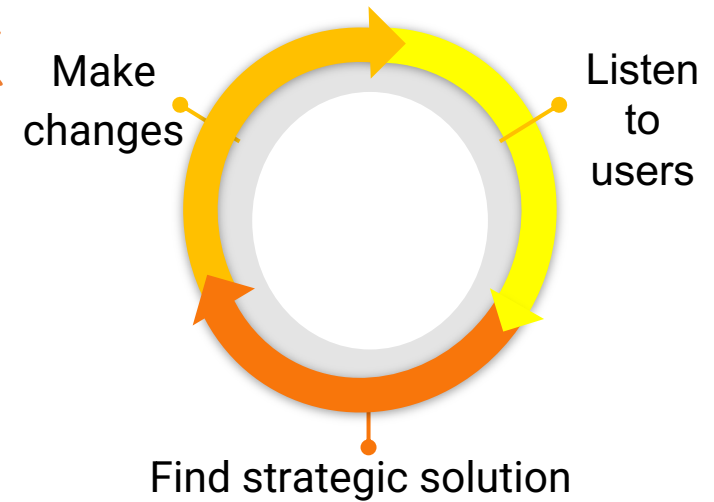 Make
changes
Listen
to
users
Find strategic solution